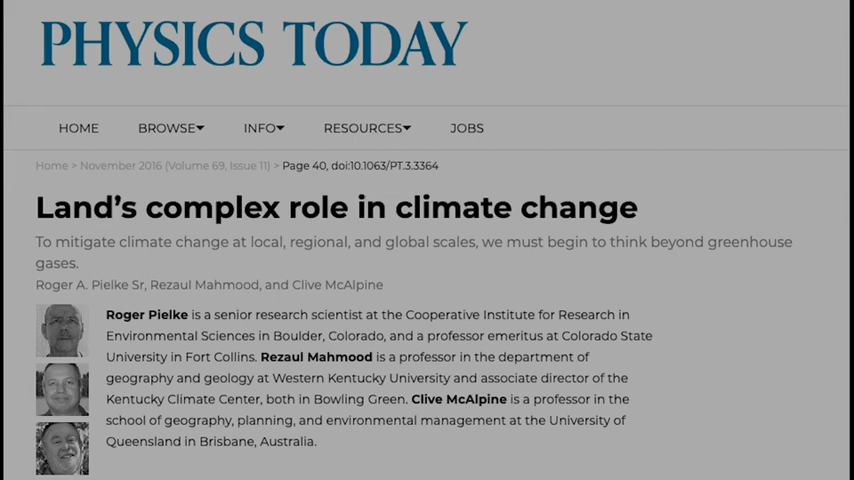 PHYSICS TODAY
HOME BROWSE INFO RESOURCES JOBS
Home > November 2016 (Volume 69, Issue 11) > Page 40, doi:10.1063/PT.3.3364
Land's complex role in climate change
To mitigate climate change at local, regional, and global scales, we must begin to think beyond greenhouse
gases.
Roger A. Pielke Sr, Rezaul Mahmood, and Clive McAlpine
Roger Pielke is a senior research scientist at the Cooperative Institute for Research in
Environmental Sciences in Boulder, Colorado, and a professor emeritus at Colorado State
University in Fort Collins. Rezaul Mahmood is a professor in the department of
geography and geology at Western Kentucky University and associate director of the
Kentucky Climate Center, both in Bowling Green. Clive McAlpine is a professor in the
school of geography, planning, and environmental management at the University of
Queensland in Brisbane, Australia.